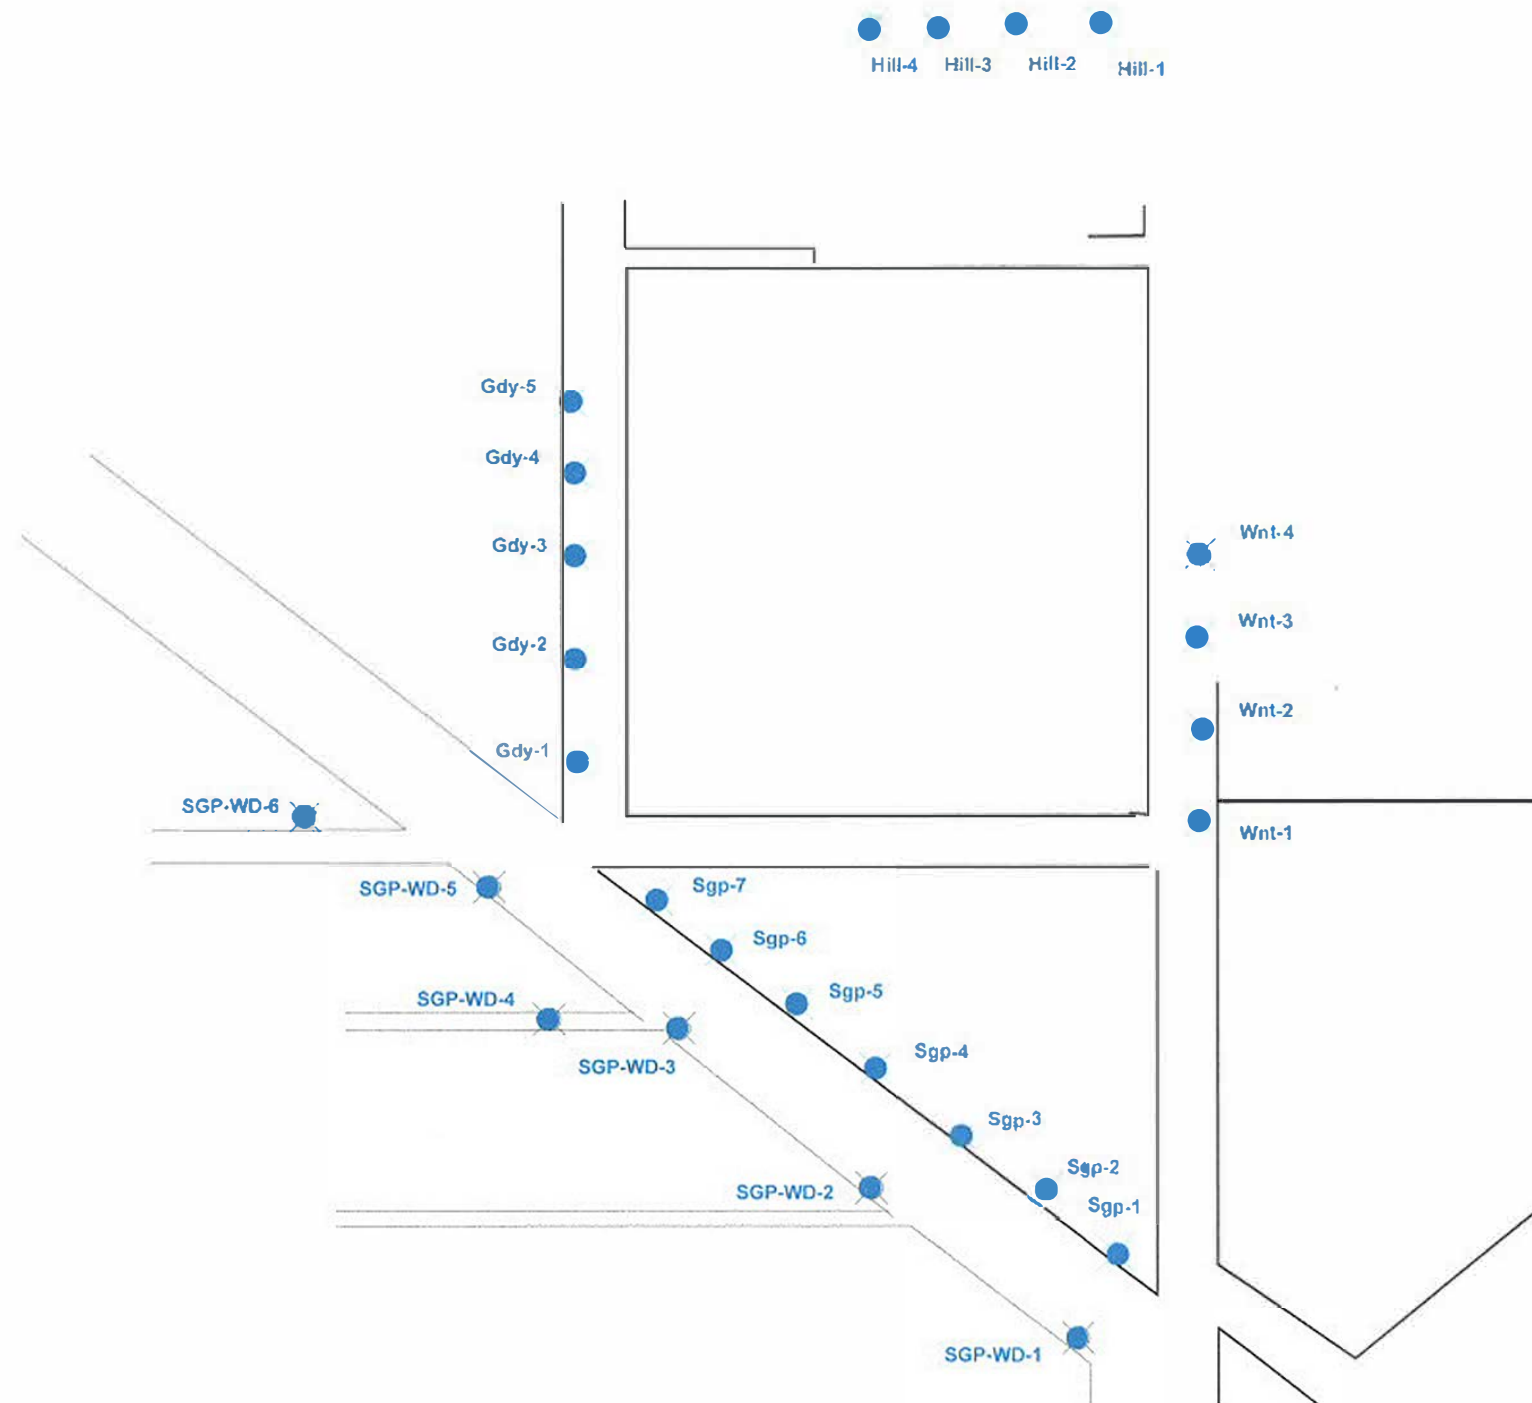 Hill-4 Hill-3 Hill-2 Hill-1
Gdy-5
Gdy-4
Wnt-4
Gdy-3
Wnt-3
Gdy-2
Wnt-2
Gdy-1
SGP-WD-6
Wnt-1
SGP-WD-5
Sgp-7
Sgp-6
Sgp-5
SGP-WD-4
Sgp-4
SGP-WD-3
Sgp-3
Sgp-2
SGP-WD-2
Sgp-1
SGP-WD-1